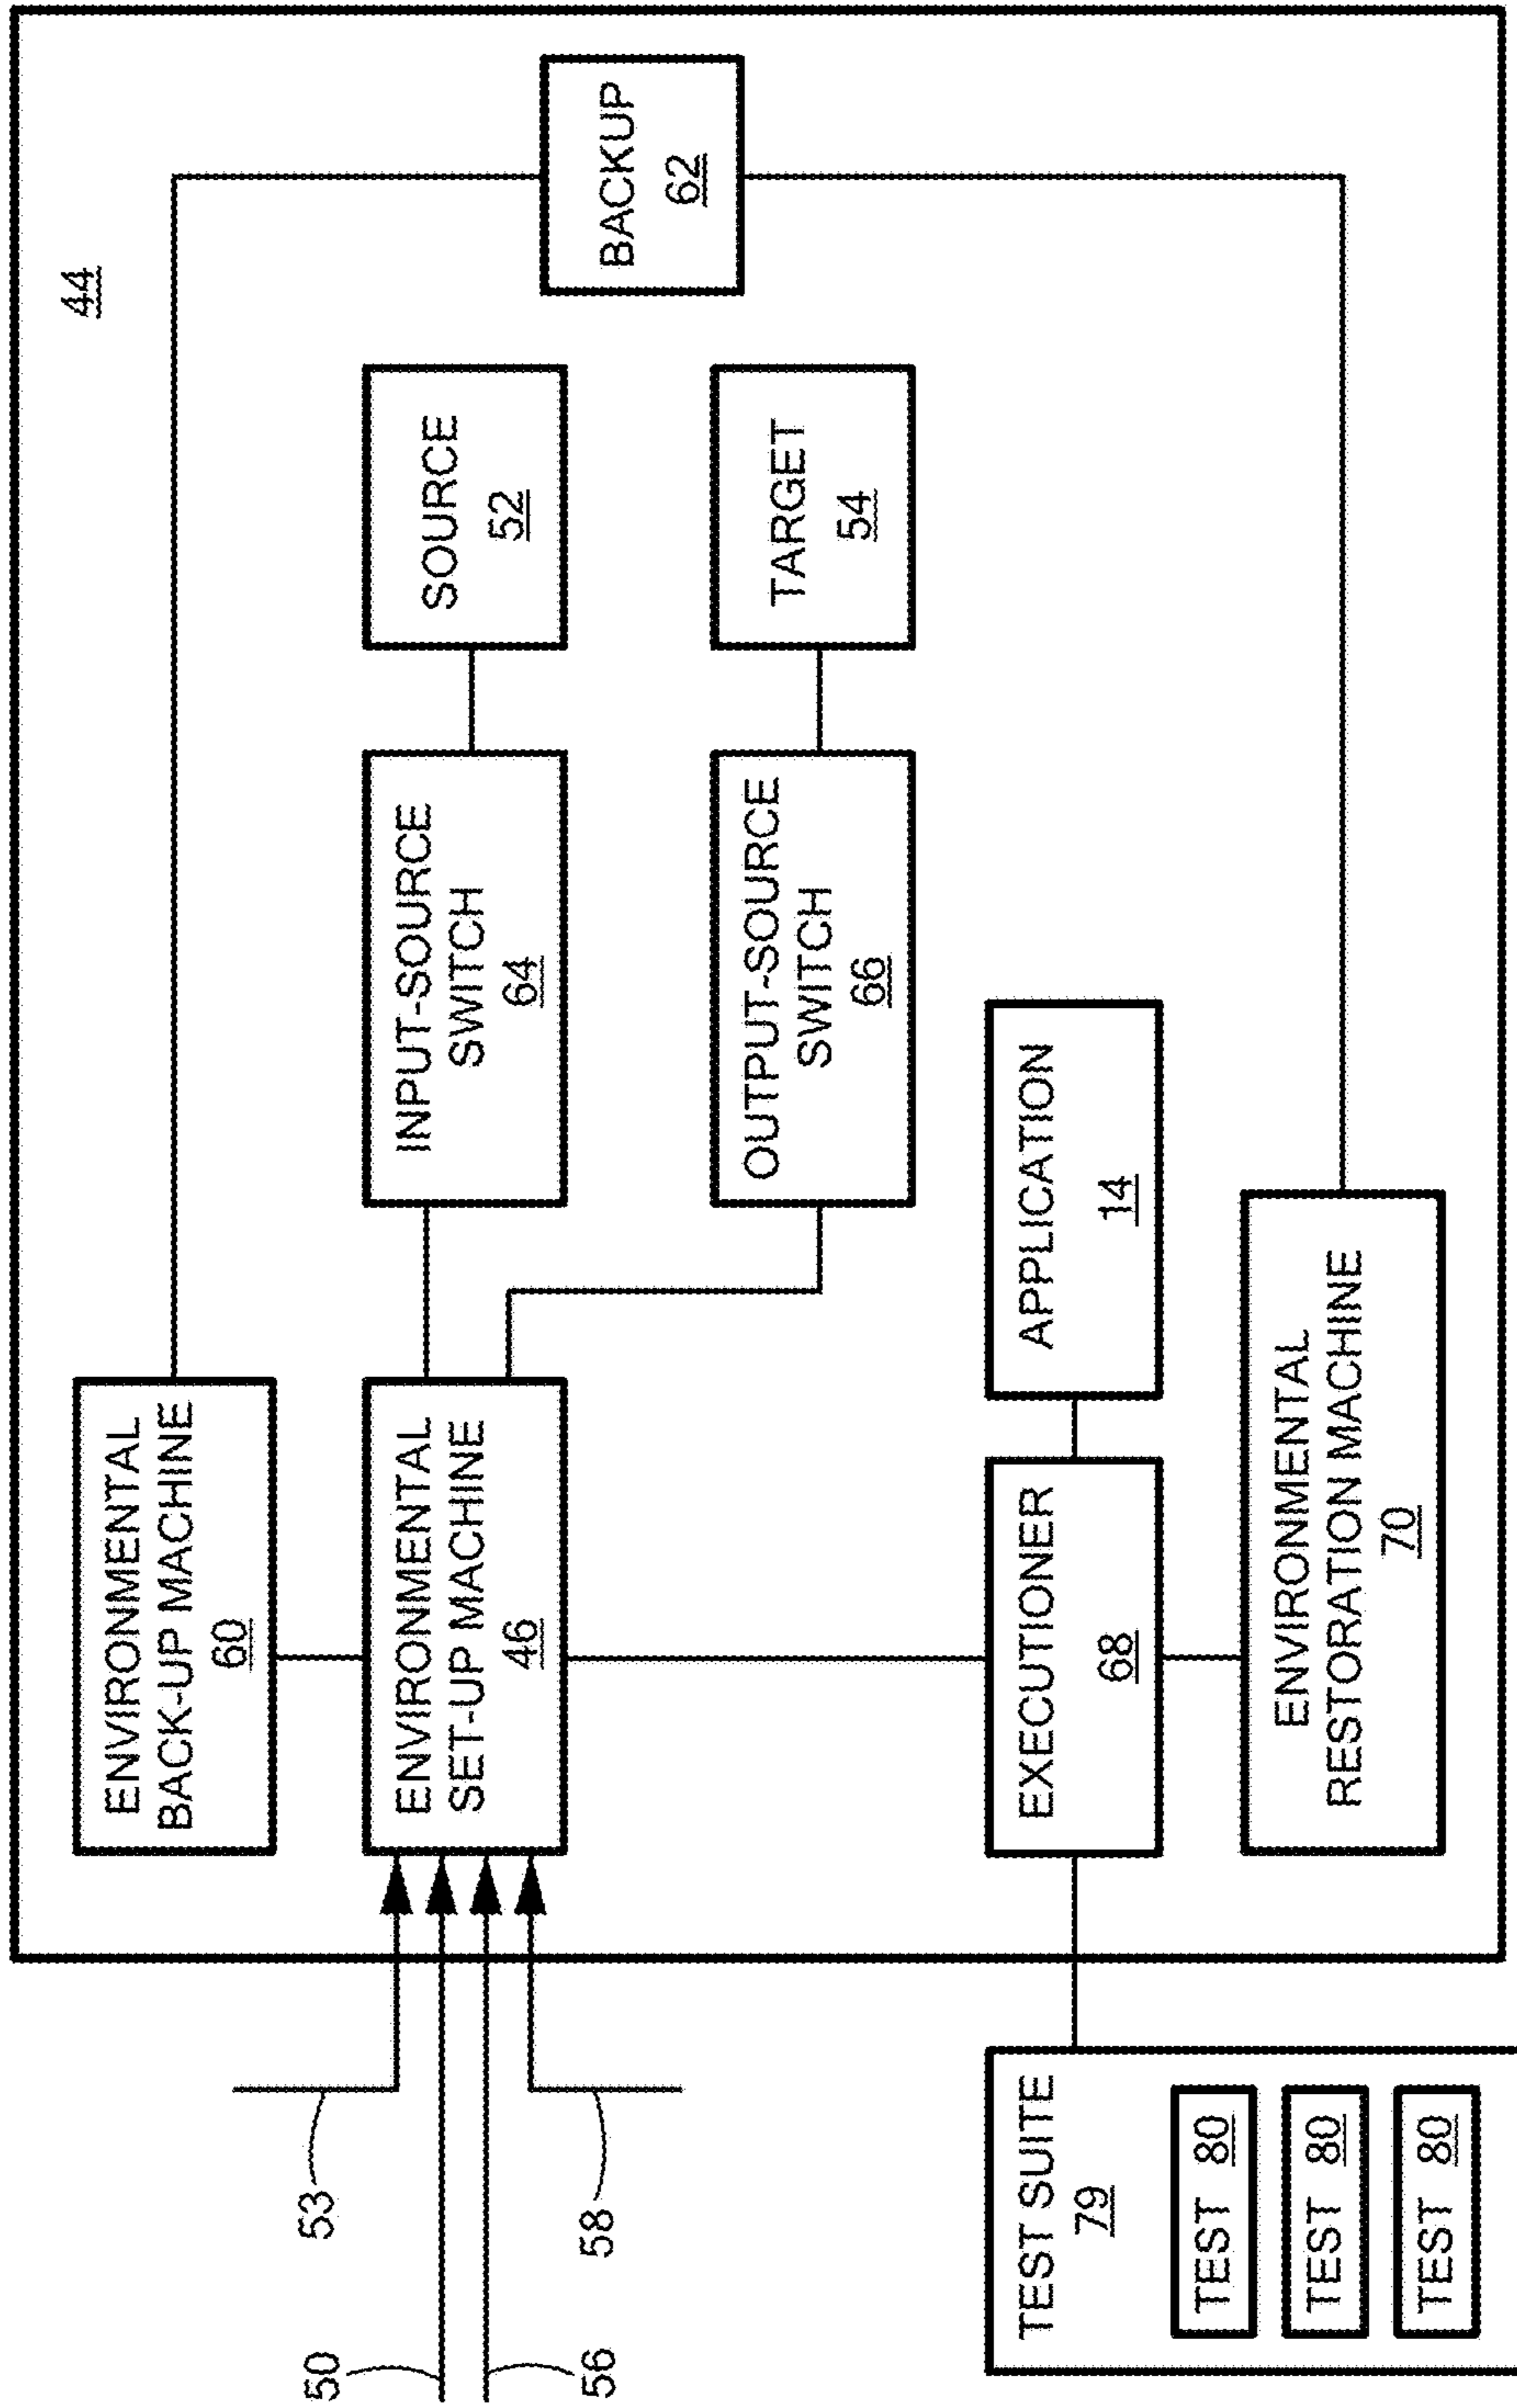 44
ENVIRONMENTAL
BACK-UP MACHINE
60
BACKUP
62
53
50
56
58
ENVIRONMENTAL
SET-UP MACHINE
46
INPUT-SOURCE
SWITCH
64
SOURCE
52
OUTPUT-SOURCE
SWITCH
66
TARGET
54
TEST SUITE
79
TEST 80
TEST 80
TEST 80
EXECUTIONER
68
APPLICATION
14
ENVIRONMENTAL
RESTORATION MACHINE
70